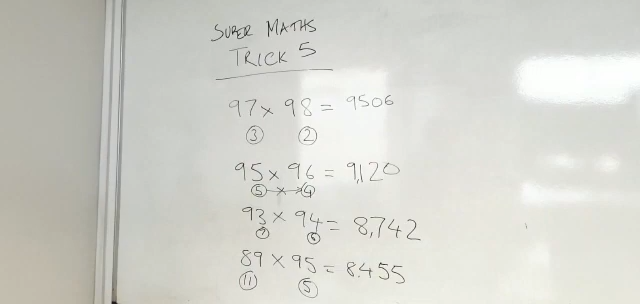 SUPER MATHS
TRICK 5
97 x 98 = 9506
3 2
95 x 96 = 9,120
5 x 4
93 x 94 = 8,742
7 6
89 x 95 = 8.455
11 5